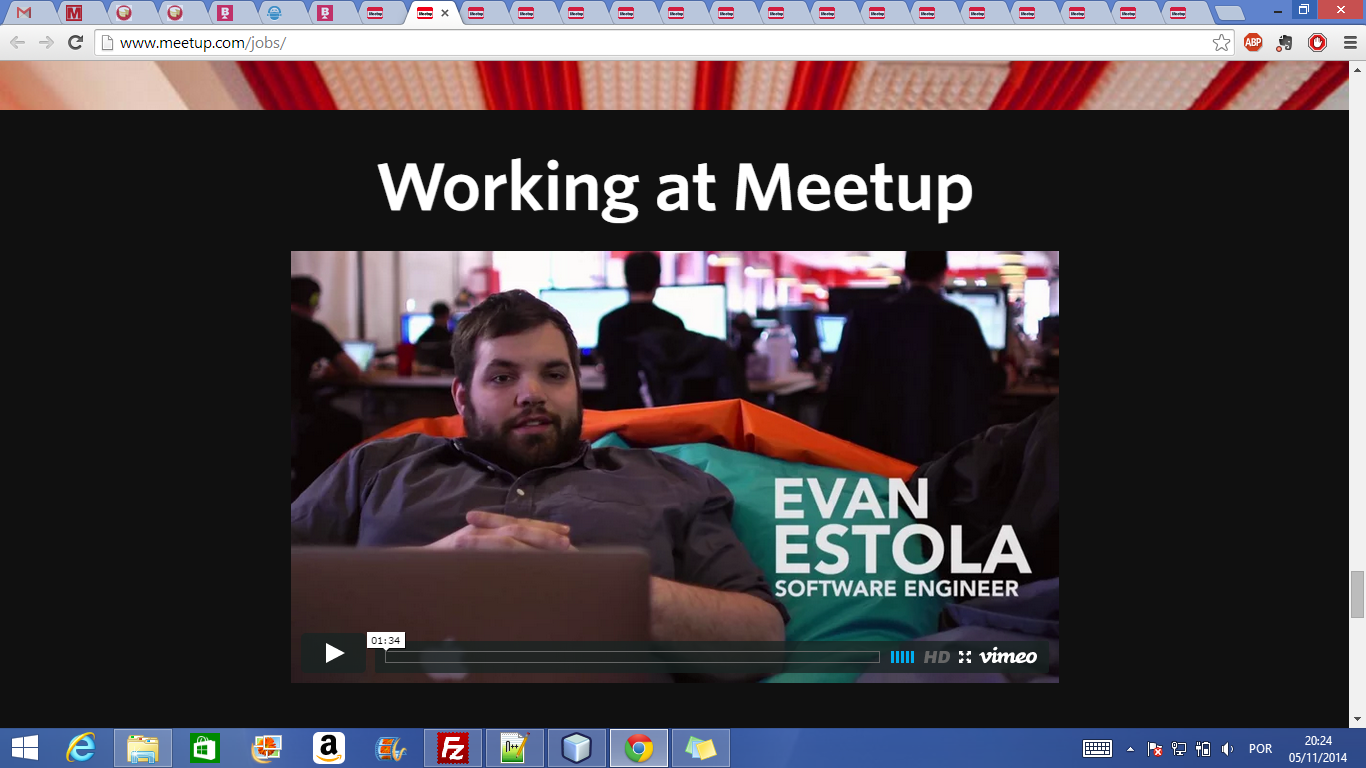 www.meetup.com/jobs/
ABP
Working at Meetup
EVAN
ESTOLA
SOFTWARE ENGINEER
01:34
HD
vimeo
POR
20:24
05/11/2014